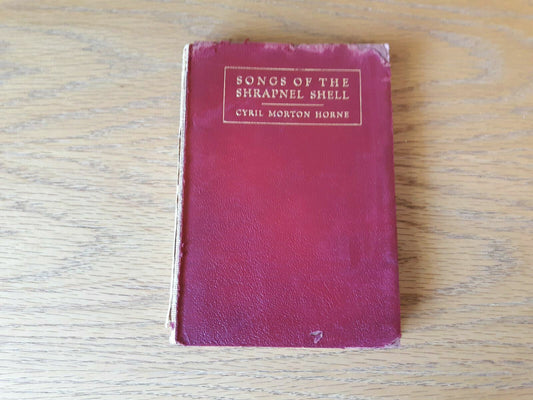 SONGS OF THE
SHRAPNEL SHELL
CYRIL MORTON HORNE